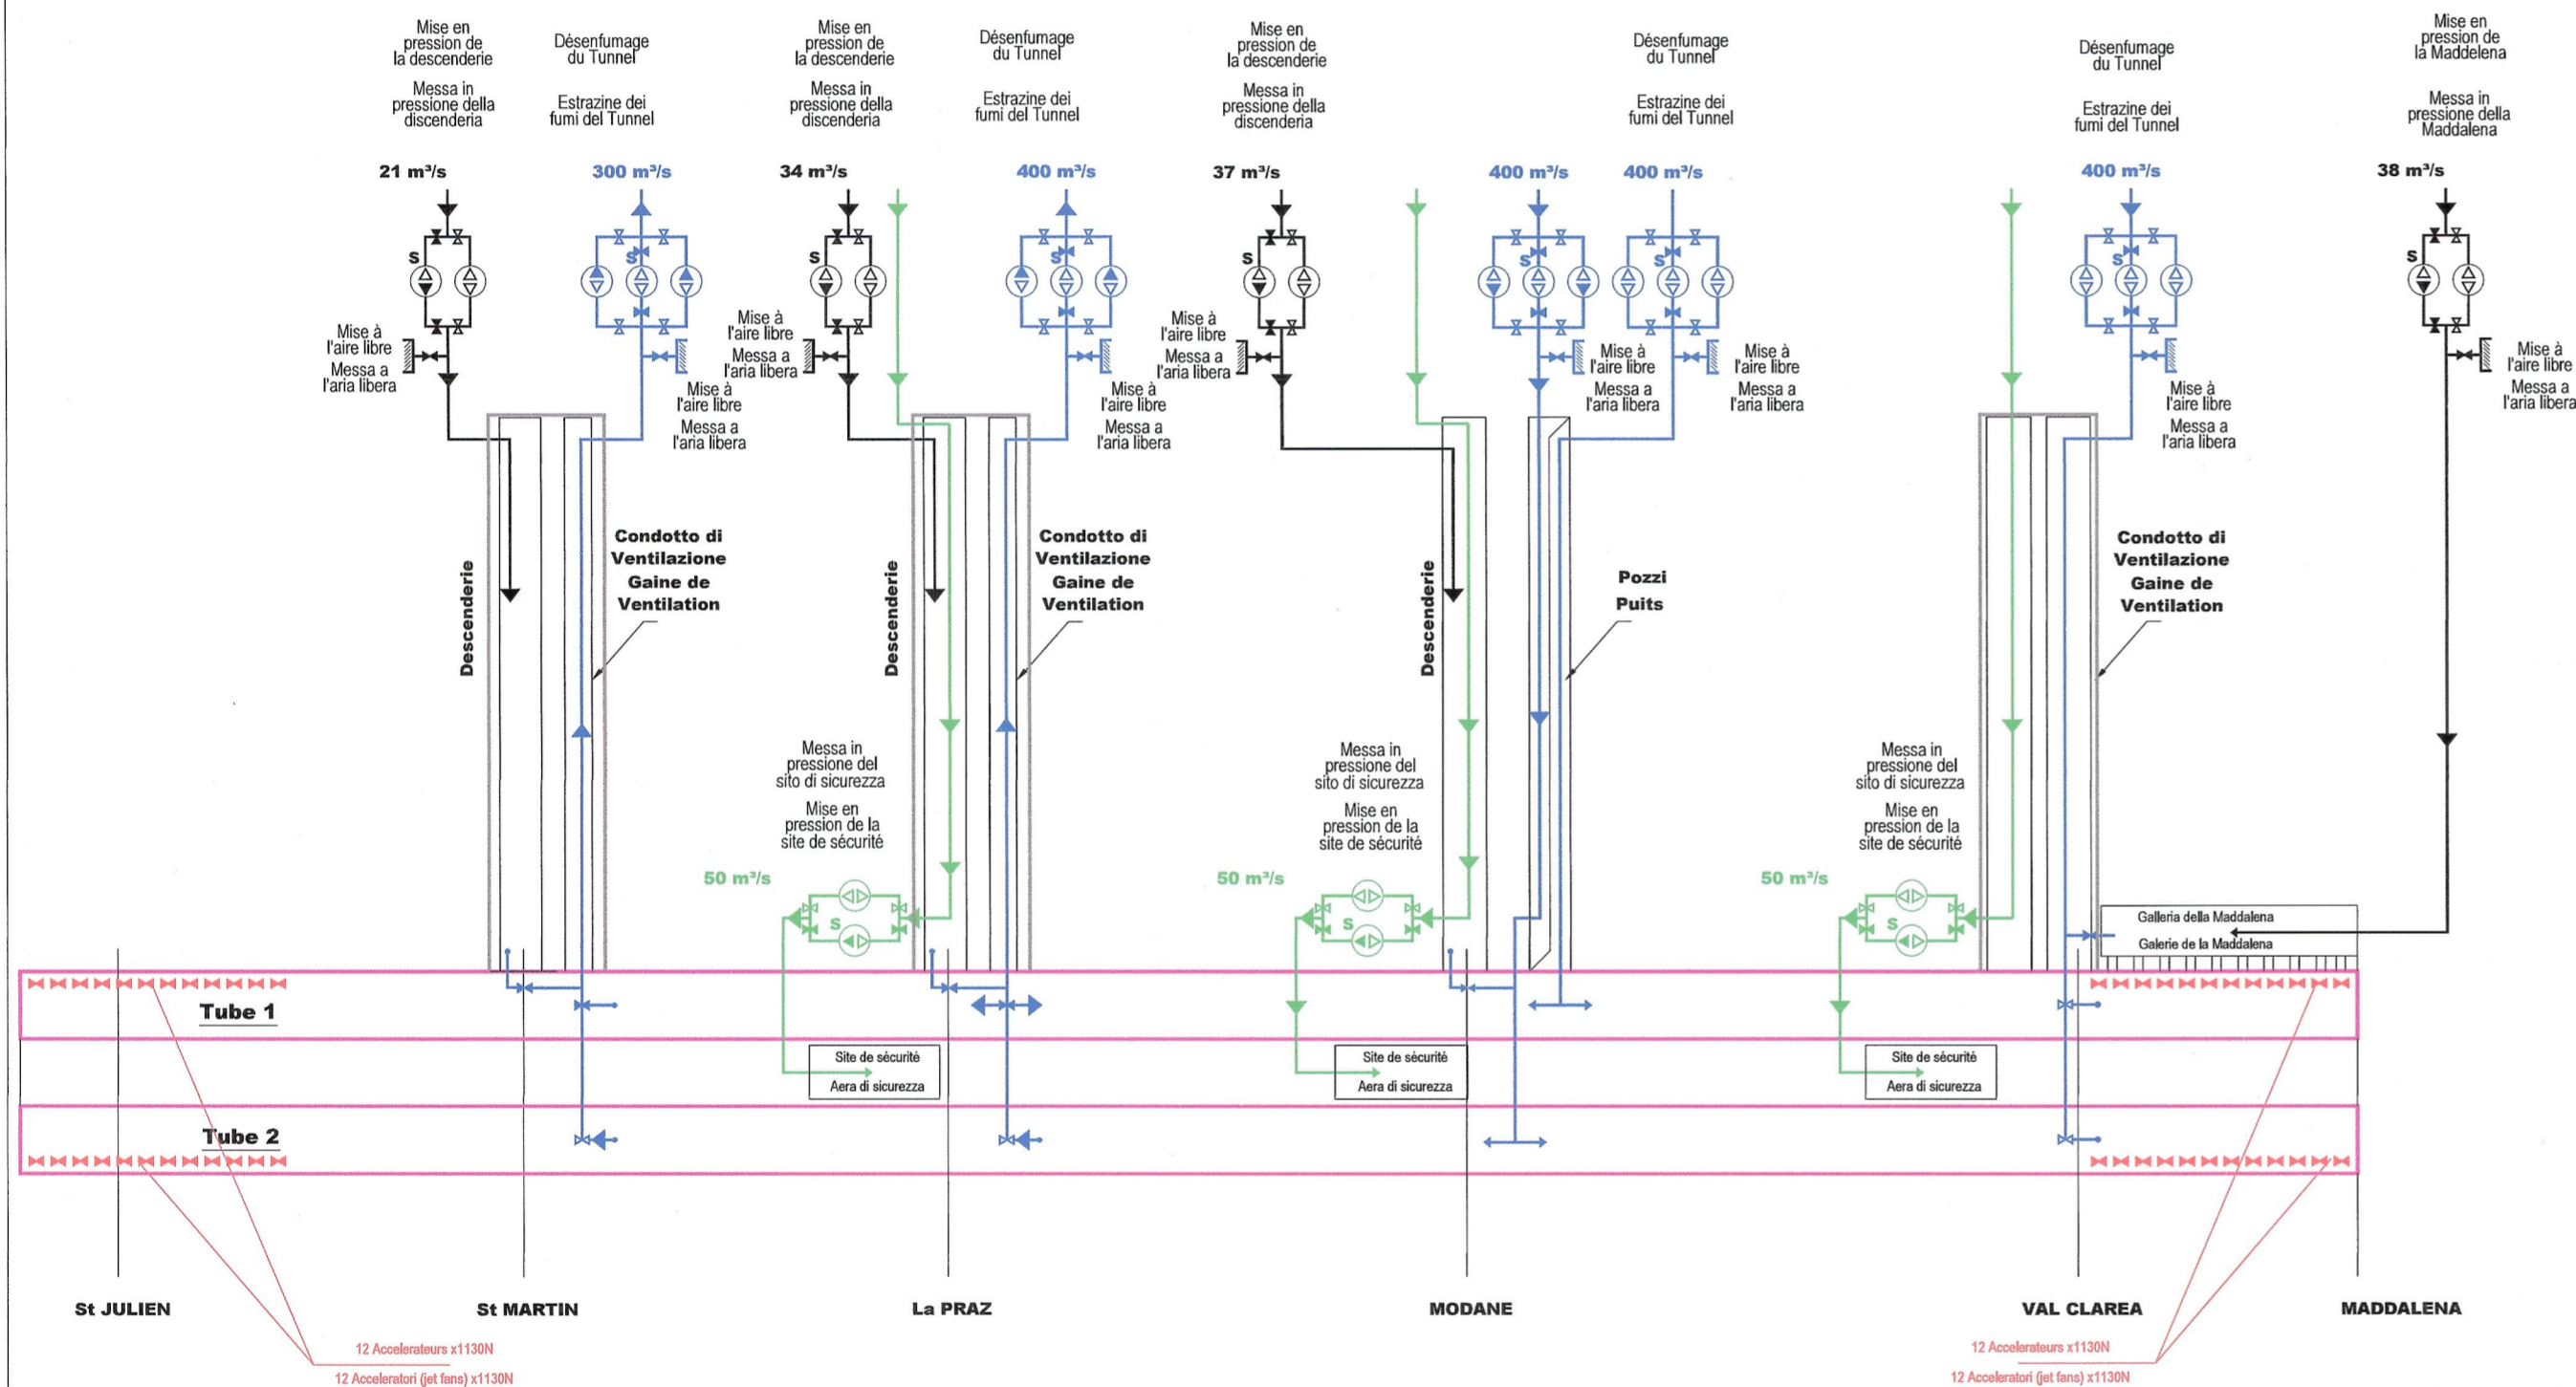 Mise en
pression de
la descenderie
Messa in
pressione della
discenderia
Désenfumage
du Tunnel
Estrazine dei
fumi del Tunnel
Mise en
pression de
la descenderie
Messa in
pressione della
discenderia
Désenfumage
du Tunnel
Estrazine dei
fumi del Tunnel
Mise en
pression de
la descenderie
Messa in
pressione della
discenderia
Désenfumage
du Tunnel
Estrazine dei
fumi del Tunnel
Désenfumage
du Tunnel
Estrazine dei
fumi del Tunnel
Mise en
pression de
la Maddelena
Messa in
pressione della
Maddalena
21 m³/s
300 m³/s
34 m³/s
400 m³/s
37 m³/s
400 m³/s
400 m³/s
400 m³/s
38 m³/s
S
S
S
S
S
S
S
S
S
Mise à
l'aire libre
Messa a
l'aria libera
Mise à
l'aire libre
Messa a
l'aria libera
Mise à
l'aire libre
Messa a
l'aria libera
Mise à
l'aire libre
Messa a
l'aria libera
Mise à
l'aire libre
Messa a
l'aria libera
Mise à
l'aire libre
Messa a
l'aria libera
Mise à
l'aire libre
Messa a
l'aria libera
Mise à
l'aire libre
Messa a
l'aria libera
Mise à
l'aire libre
Messa a
l'aria libera
Descenderie
Condotto di
Ventilazione
Gaine de
Ventilation
Descenderie
Condotto di
Ventilazione
Gaine de
Ventilation
Descenderie
Pozzi
Puits
Condotto di
Ventilazione
Gaine de
Ventilation
Messa in
pressione del
sito di sicurezza
Mise en
pression de la
site de sécurité
50 m³/s
S
Messa in
pressione del
sito di sicurezza
Mise en
pression de la
site de sécurité
50 m³/s
S
Messa in
pressione del
sito di sicurezza
Mise en
pression de la
site de sécurité
50 m³/s
S
Galleria della Maddalena
Galerie de la Maddalena
Tube 1
Site de sécurité
Aera di sicurezza
Site de sécurité
Aera di sicurezza
Site de sécurité
Aera di sicurezza
Tube 2
St JULIEN
St MARTIN
La PRAZ
MODANE
VAL CLAREA
MADDALENA
12 Accelerateurs x1130N
12 Acceleratori (jet fans) x1130N
12 Accelerateurs x1130N
12 Acceleratori (jet fans) x1130N